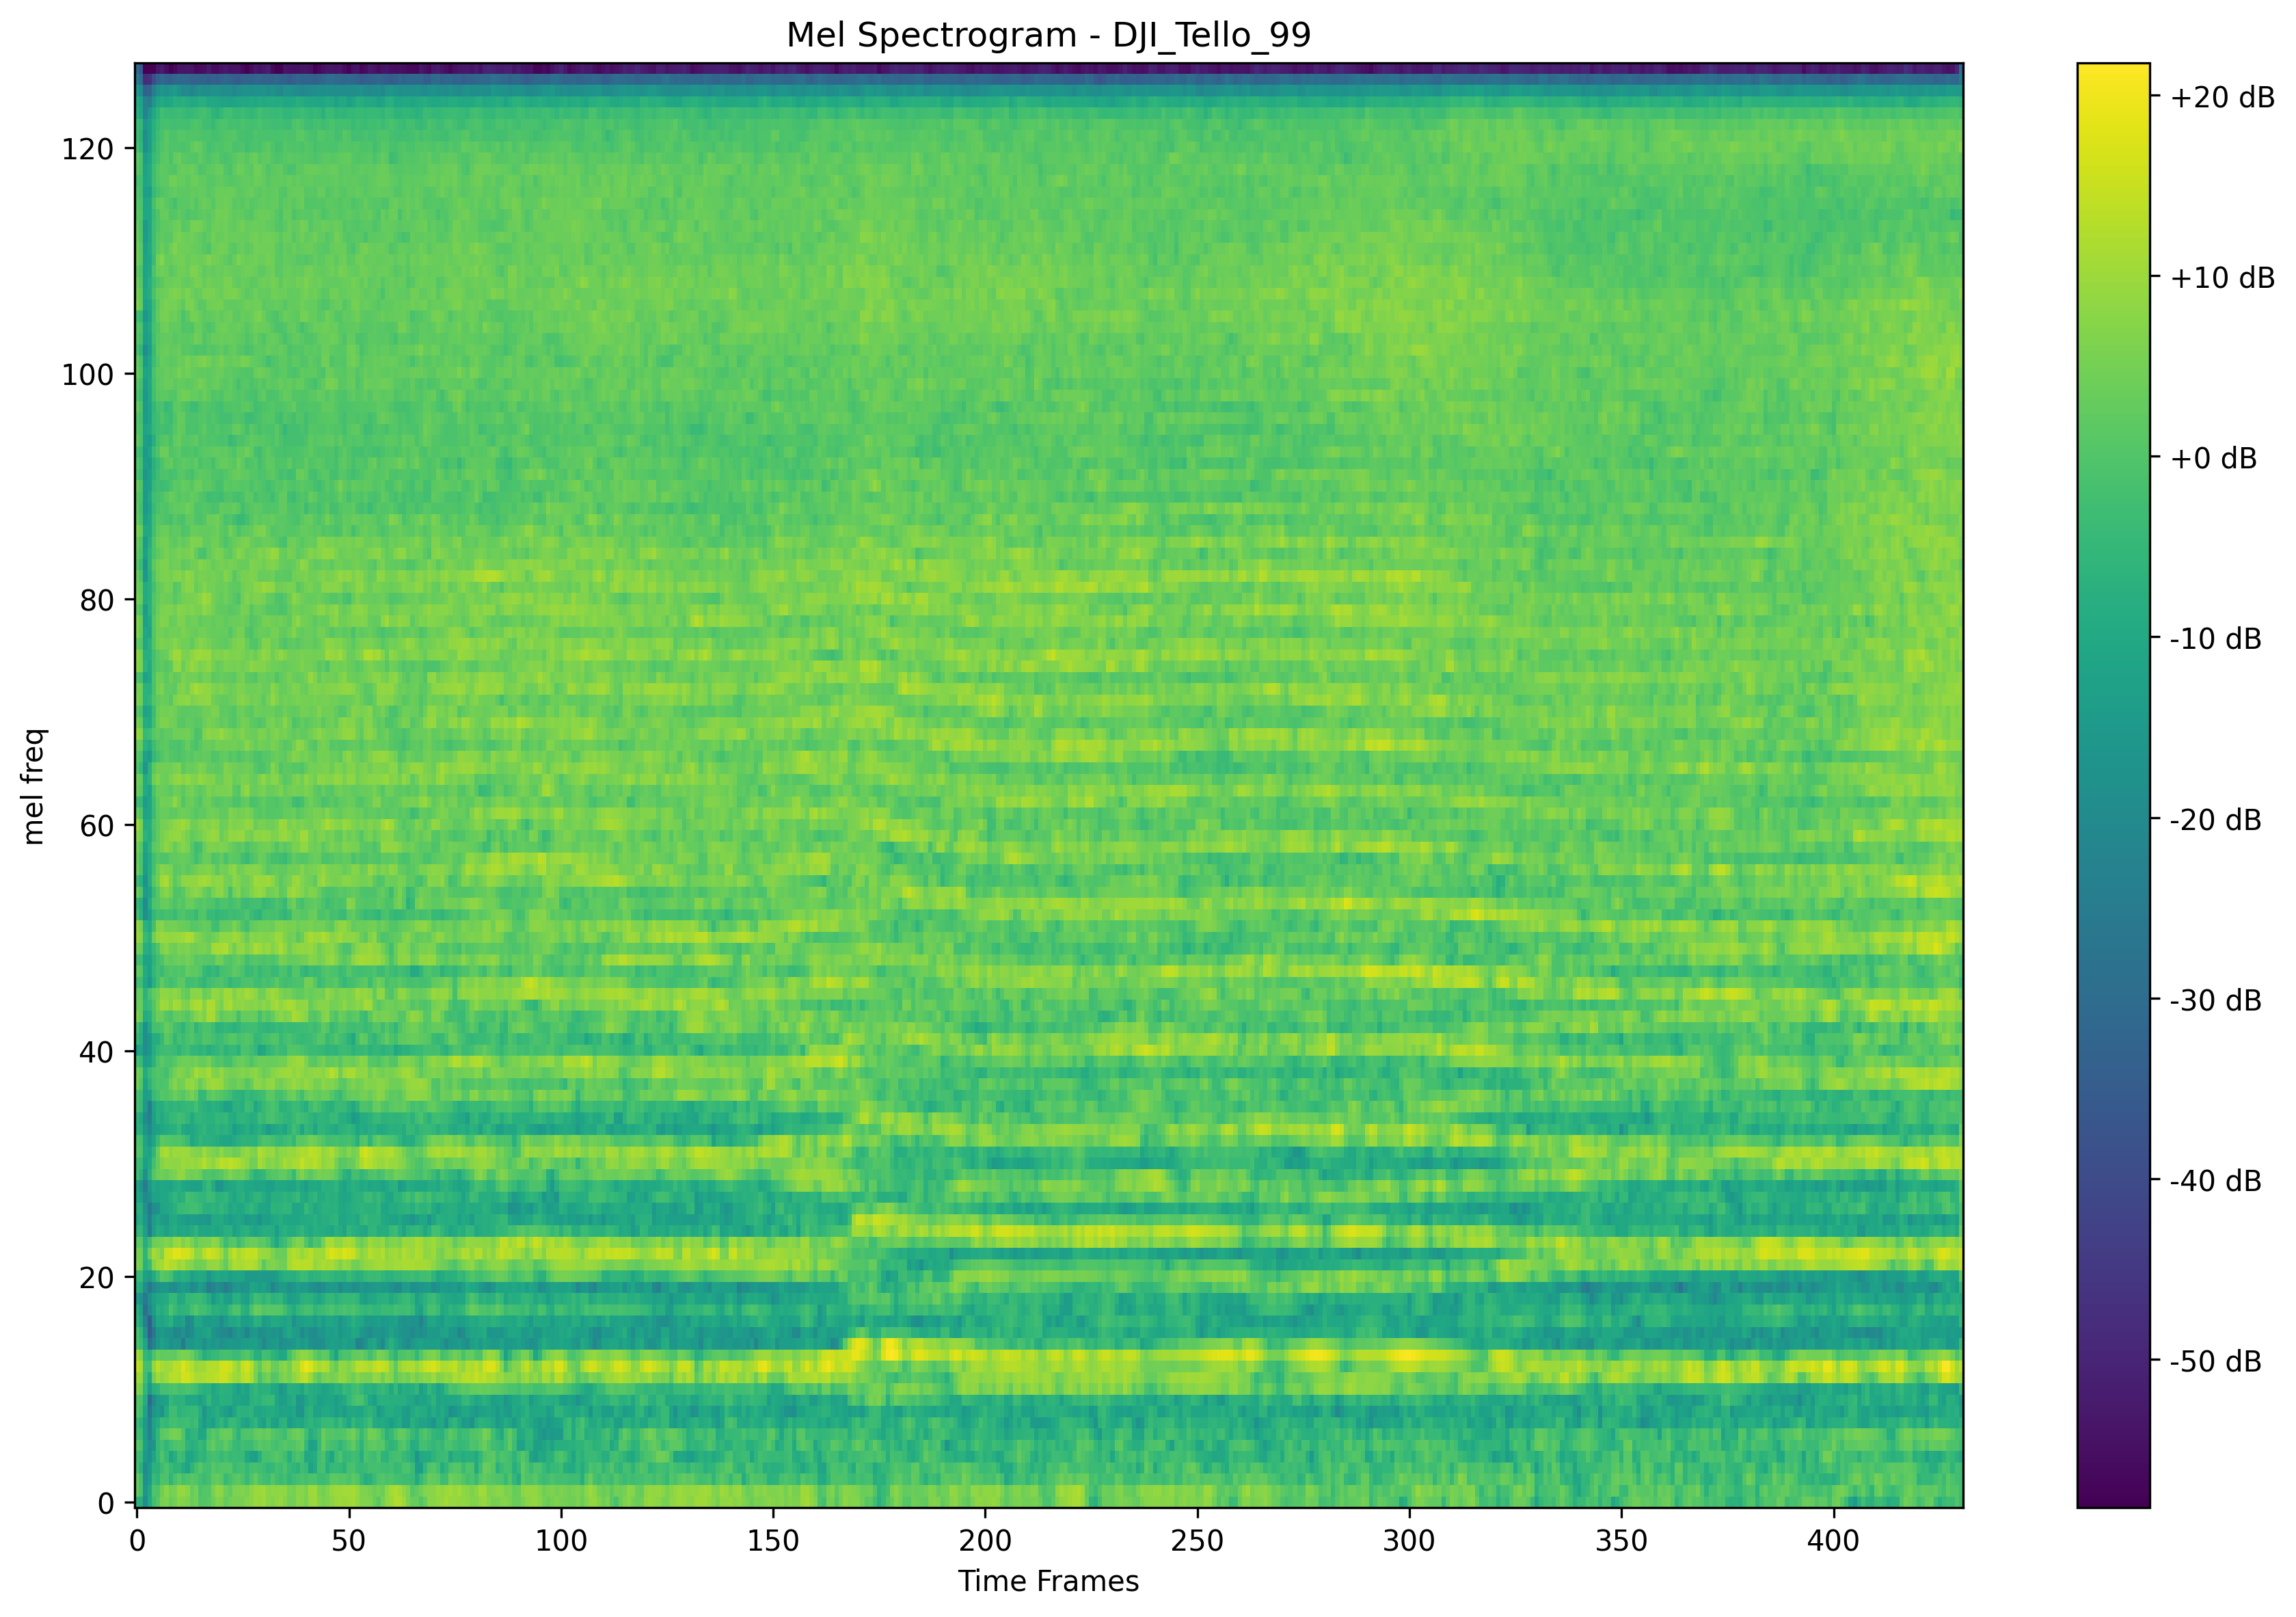 Mel Spectrogram - DJI_Tello_99
120
100
80
60
40
20
0
mel freq
0 50 100 150 200 250 300 350 400
Time Frames
+20 dB
+10 dB
+0 dB
-10 dB
-20 dB
-30 dB
-40 dB
-50 dB